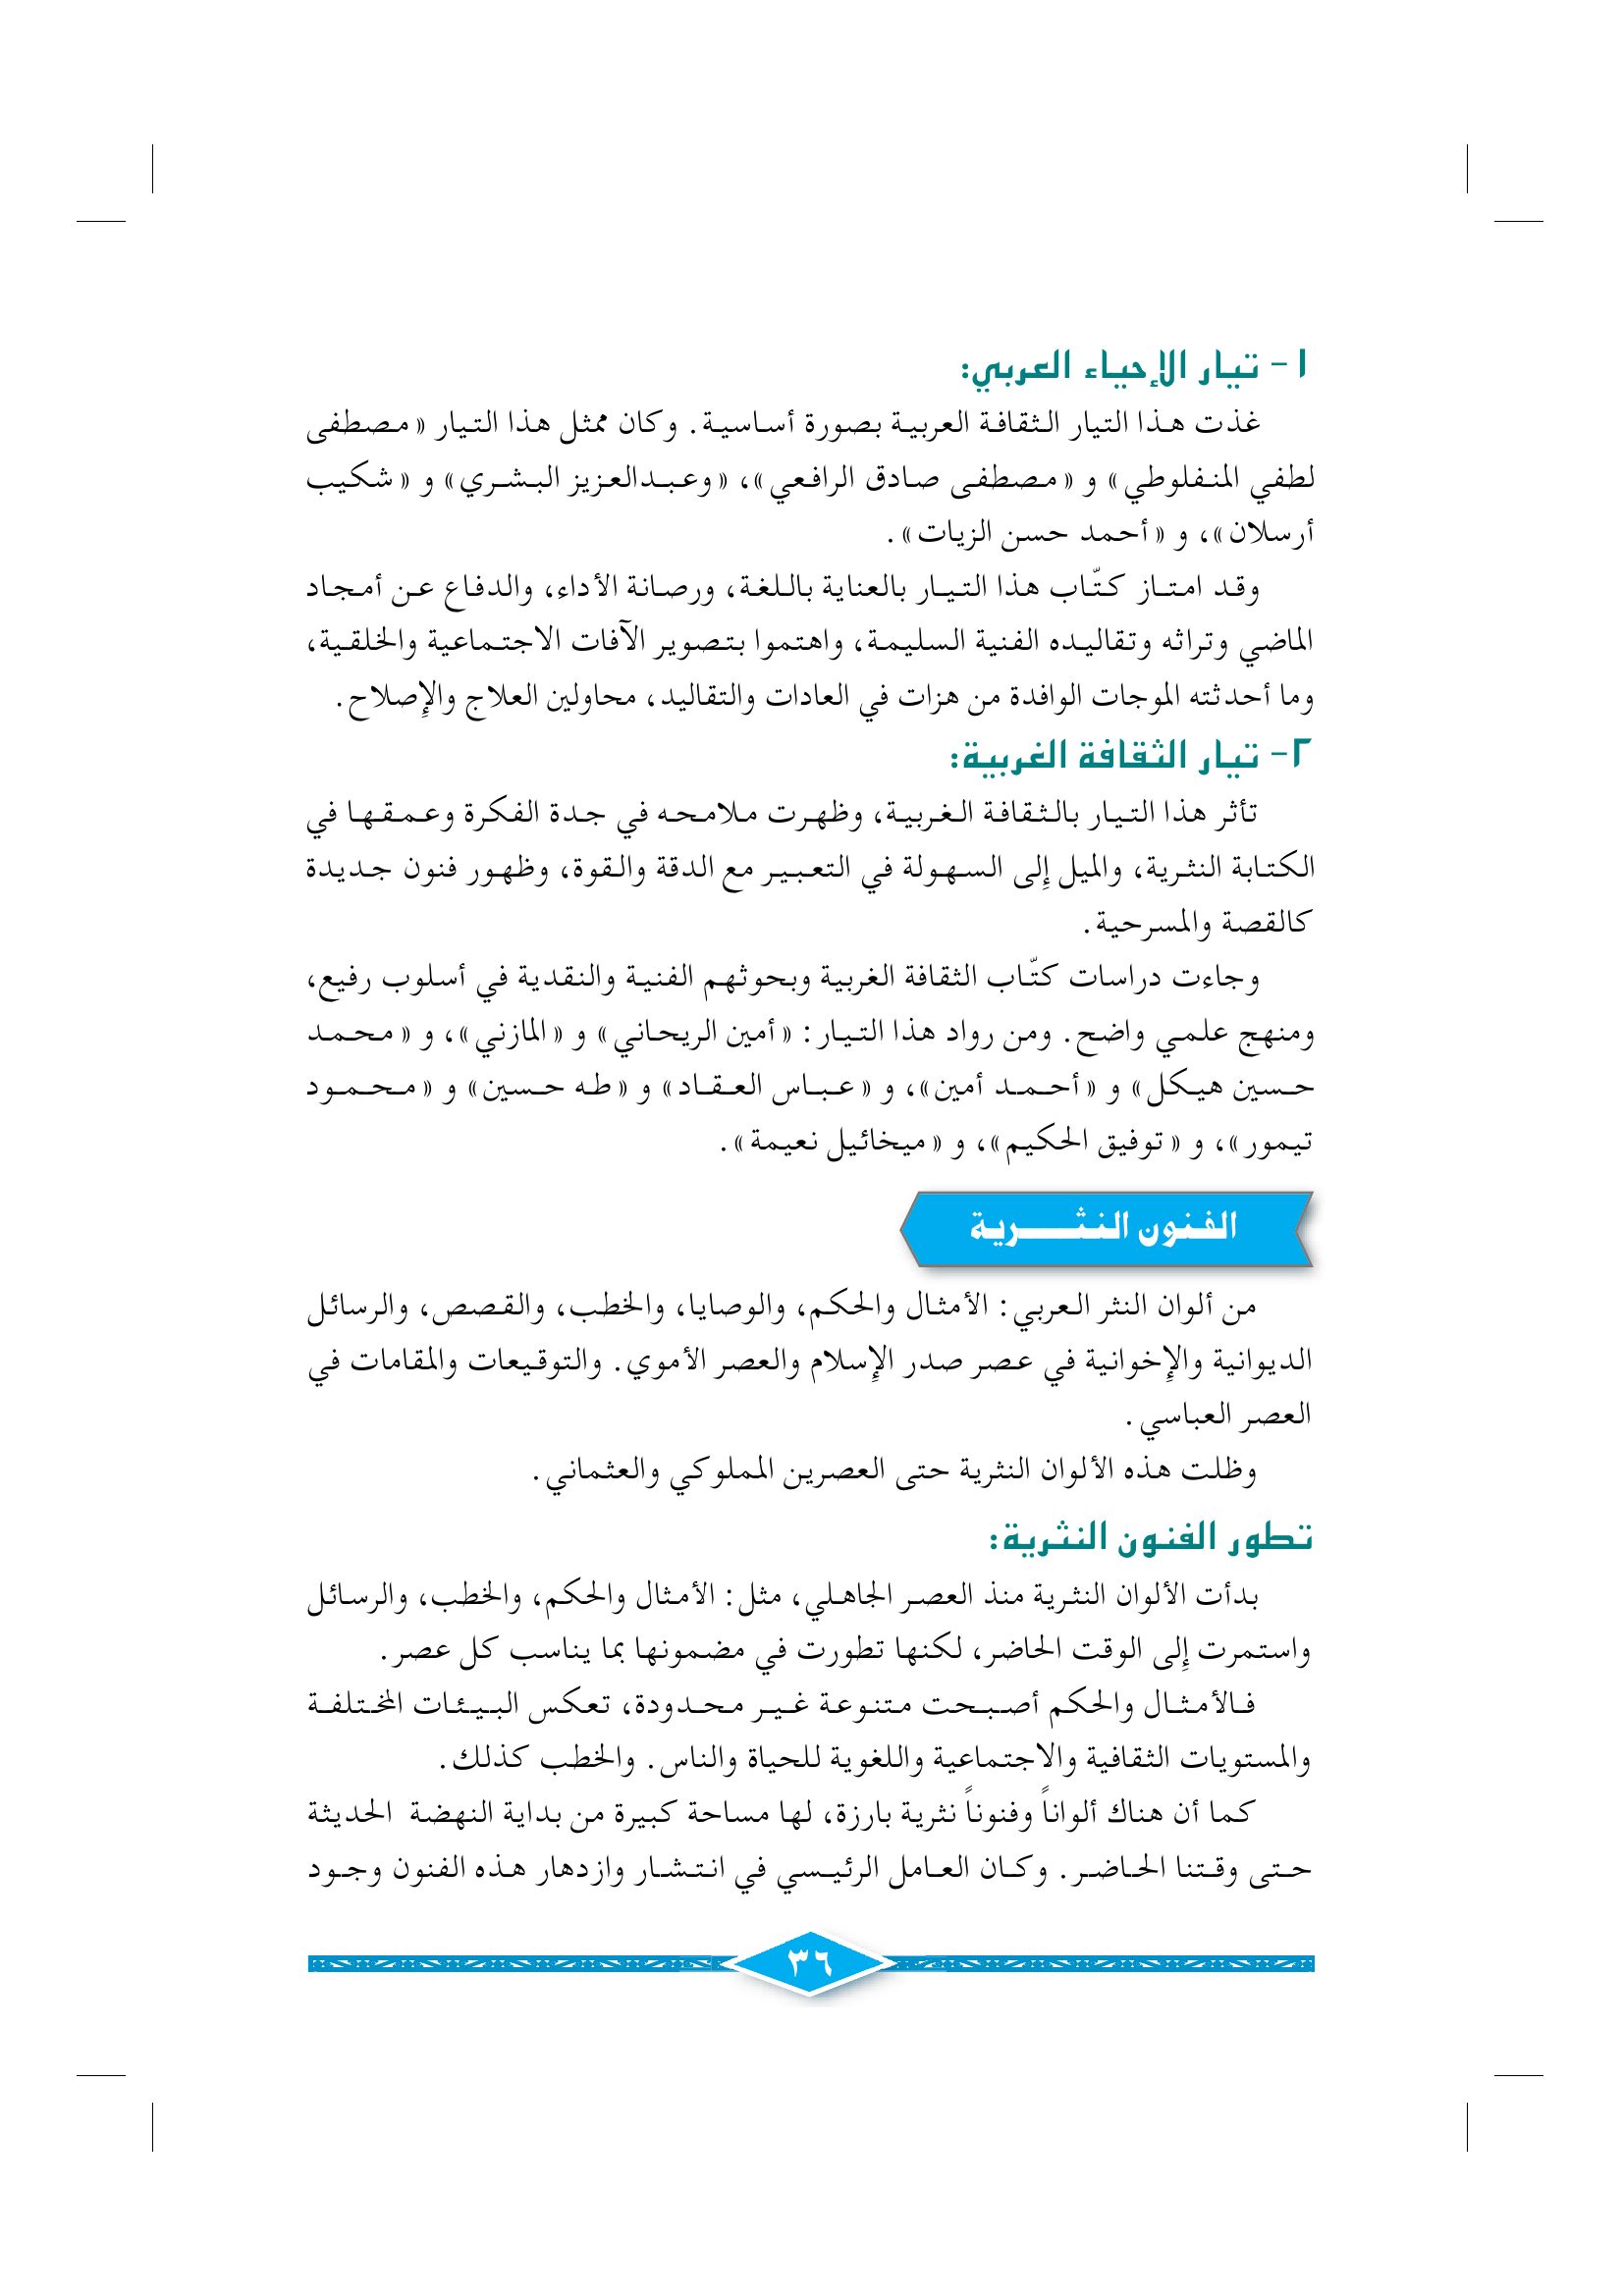 ١- تيار الإحياء العربي:
غذت هذا التيار الثقافة العربية بصورة أساسية. وكان ممثل هذا التيار «مصطفى
لطفي المنفلوطي» و «مصطفى صادق الرافعي»، «وعبدالعزيز البشري» و «شكيب
أرسلان»، و «أحمد حسن الزيات».
وقد امتاز كتّاب هذا التيار بالعناية باللغة، ورصانة الأداء، والدفاع عن أمجاد
الماضي وتراثه وتقاليده الفنية السليمة، واهتموا بتصوير الآفات الاجتماعية والخلقية،
وما أحدثته الموجات الوافدة من هزات في العادات والتقاليد، محاولين العلاج والإصلاح.
٢- تيار الثقافة الغربية:
تأثر هذا التيار بالثقافة الغربية، وظهرت ملامحه في جدة الفكرة وعمقها في
الكتابة النثرية، والميل إلى السهولة في التعبير مع الدقة والقوة، وظهور فنون جديدة
كالقصة والمسرحية.
وجاءت دراسات كتّاب الثقافة الغربية وبحوثهم الفنية والنقدية في أسلوب رفيع،
ومنهج علمي واضح. ومن رواد هذا التيار: «أمين الريحاني» و «المازني»، و «محمد
حسين هيكل» و «أحمد أمين»، و «عباس العقاد» و «طه حسين» و «محمود
تيمور»، و «توفيق الحكيم»، و «ميخائيل نعيمة».
الفنون النثرية
من ألوان النثر العربي: الأمثال والحكم، والوصايا، والخطب، والقصص، والرسائل
الديوانية والإخوانية في عصر صدر الإسلام والعصر الأموي. والتوقيعات والمقامات في
العصر العباسي.
وظلت هذه الألوان النثرية حتى العصرين المملوكي والعثماني.
تطور الفنون النثرية:
بدأت الألوان النثرية منذ العصر الجاهلي، مثل: الأمثال والحكم، والخطب، والرسائل
واستمرت إلى الوقت الحاضر، لكنها تطورت في مضمونها بما يناسب كل عصر.
فالأمثال والحكم أصبحت متنوعة غير محدودة، تعكس البيئات المختلفة
والمستويات الثقافية والاجتماعية واللغوية للحياة والناس. والخطب كذلك.
كما أن هناك ألواناً وفنوناً نثرية بارزة، لها مساحة كبيرة من بداية النهضة الحديثة
حتى وقتنا الحاضر. وكان العامل الرئيسي في انتشار وازدهار هذه الفنون وجود
٣٦